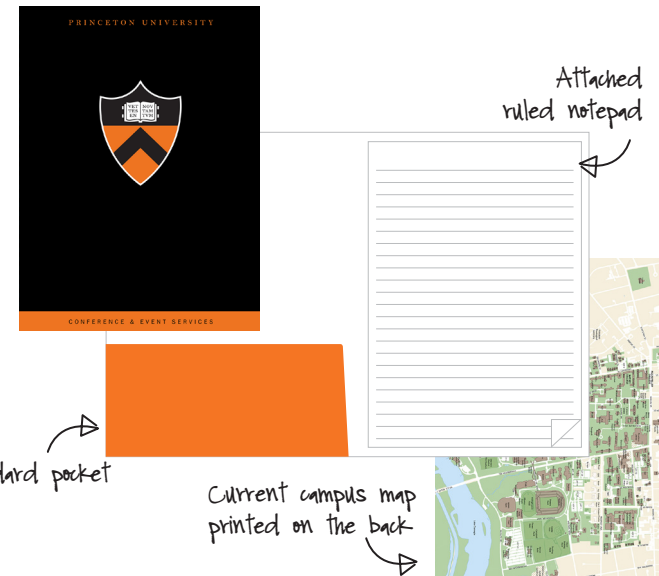 PRINCETON UNIVERSITY
VET NOV
TES TAM
EN TVM
CONFERENCE & EVENT SERVICES
Attached
ruled notepad
dard pocket
Current campus map
printed on the back